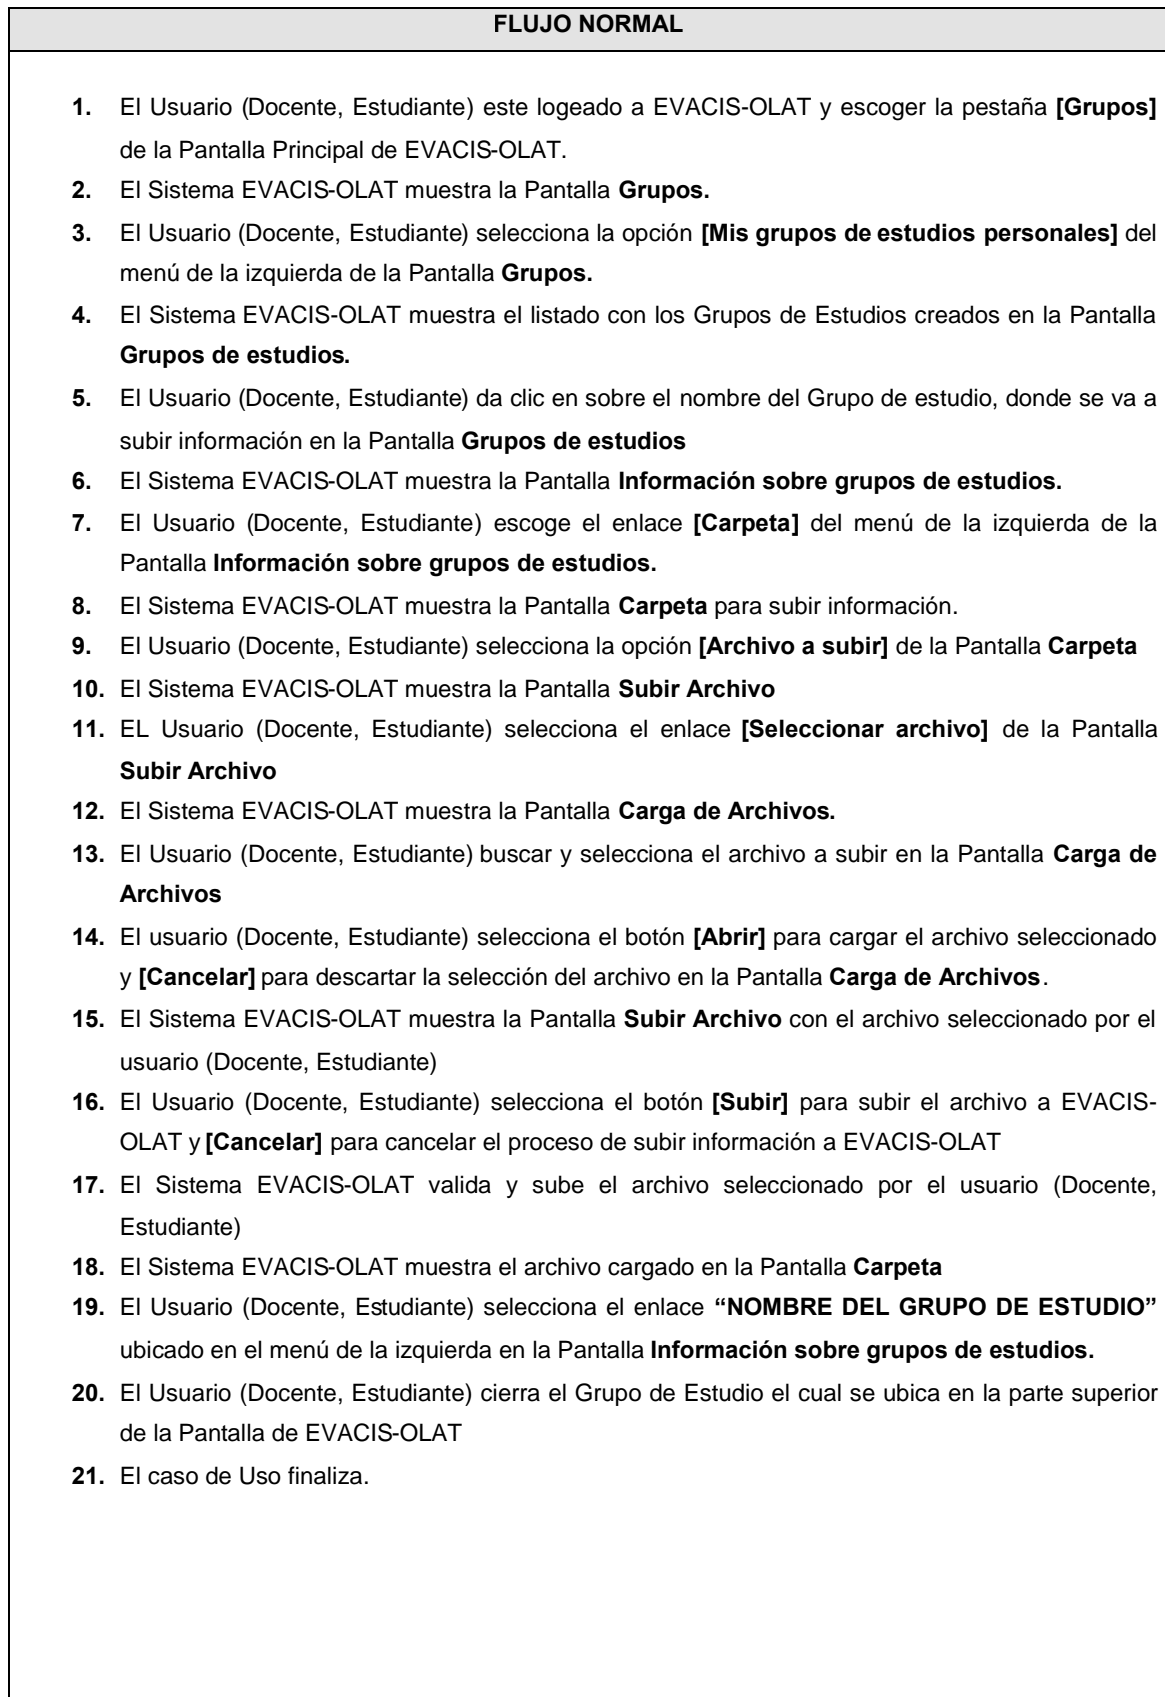 FLUJO NORMAL
1. El Usuario (Docente, Estudiante) este logeado a EVACIS-OLAT y escoger la pestaña [Grupos]
de la Pantalla Principal de EVACIS-OLAT.
2. El Sistema EVACIS-OLAT muestra la Pantalla Grupos.
3. El Usuario (Docente, Estudiante) selecciona la opción [Mis grupos de estudios personales] del
menú de la izquierda de la Pantalla Grupos.
4. El Sistema EVACIS-OLAT muestra el listado con los Grupos de Estudios creados en la Pantalla
Grupos de estudios.
5. El Usuario (Docente, Estudiante) da clic en sobre el nombre del Grupo de estudio, donde se va a
subir información en la Pantalla Grupos de estudios
6. El Sistema EVACIS-OLAT muestra la Pantalla Información sobre grupos de estudios.
7. El Usuario (Docente, Estudiante) escoge el enlace [Carpeta] del menú de la izquierda de la
Pantalla Información sobre grupos de estudios.
8. El Sistema EVACIS-OLAT muestra la Pantalla Carpeta para subir información.
9. El Usuario (Docente, Estudiante) selecciona la opción [Archivo a subir] de la Pantalla Carpeta
10. El Sistema EVACIS-OLAT muestra la Pantalla Subir Archivo
11. EL Usuario (Docente, Estudiante) selecciona el enlace [Seleccionar archivo] de la Pantalla
Subir Archivo
12. El Sistema EVACIS-OLAT muestra la Pantalla Carga de Archivos.
13. El Usuario (Docente, Estudiante) buscar y selecciona el archivo a subir en la Pantalla Carga de
Archivos
14. El usuario (Docente, Estudiante) selecciona el botón [Abrir] para cargar el archivo seleccionado
y [Cancelar] para descartar la selección del archivo en la Pantalla Carga de Archivos.
15. El Sistema EVACIS-OLAT muestra la Pantalla Subir Archivo con el archivo seleccionado por el
usuario (Docente, Estudiante)
16. El Usuario (Docente, Estudiante) selecciona el botón [Subir] para subir el archivo a EVACIS-
OLAT y [Cancelar] para cancelar el proceso de subir información a EVACIS-OLAT
17. El Sistema EVACIS-OLAT valida y sube el archivo seleccionado por el usuario (Docente,
Estudiante)
18. El Sistema EVACIS-OLAT muestra el archivo cargado en la Pantalla Carpeta
19. El Usuario (Docente, Estudiante) selecciona el enlace “NOMBRE DEL GRUPO DE ESTUDIO”
ubicado en el menú de la izquierda en la Pantalla Información sobre grupos de estudios.
20. El Usuario (Docente, Estudiante) cierra el Grupo de Estudio el cual se ubica en la parte superior
de la Pantalla de EVACIS-OLAT
21. El caso de Uso finaliza.